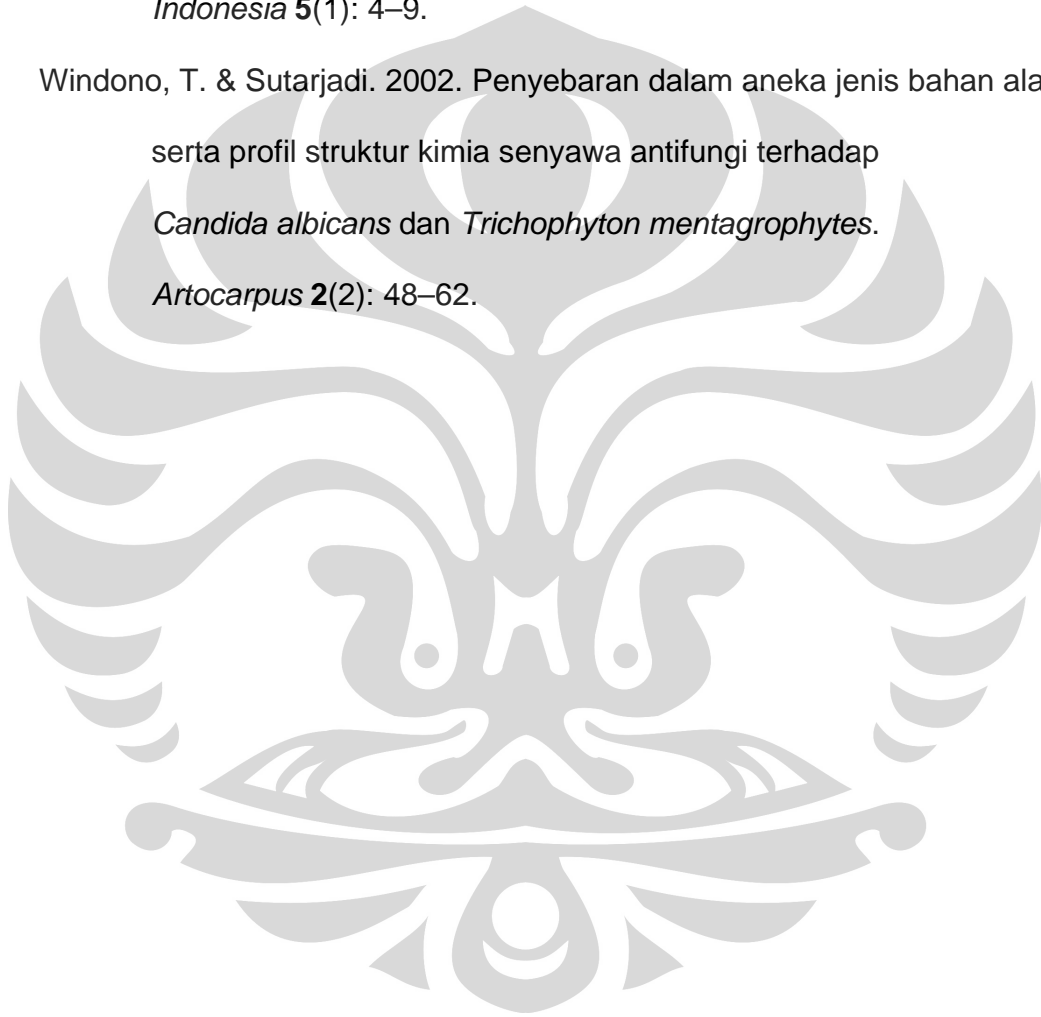 Indonesia 5(1): 4–9.
Windono, T. & Sutarjadi. 2002. Penyebaran dalam aneka jenis bahan ala
serta profil struktur kimia senyawa antifungi terhadap
Candida albicans dan Trichophyton mentagrophytes.
Artocarpus 2(2): 48–62.